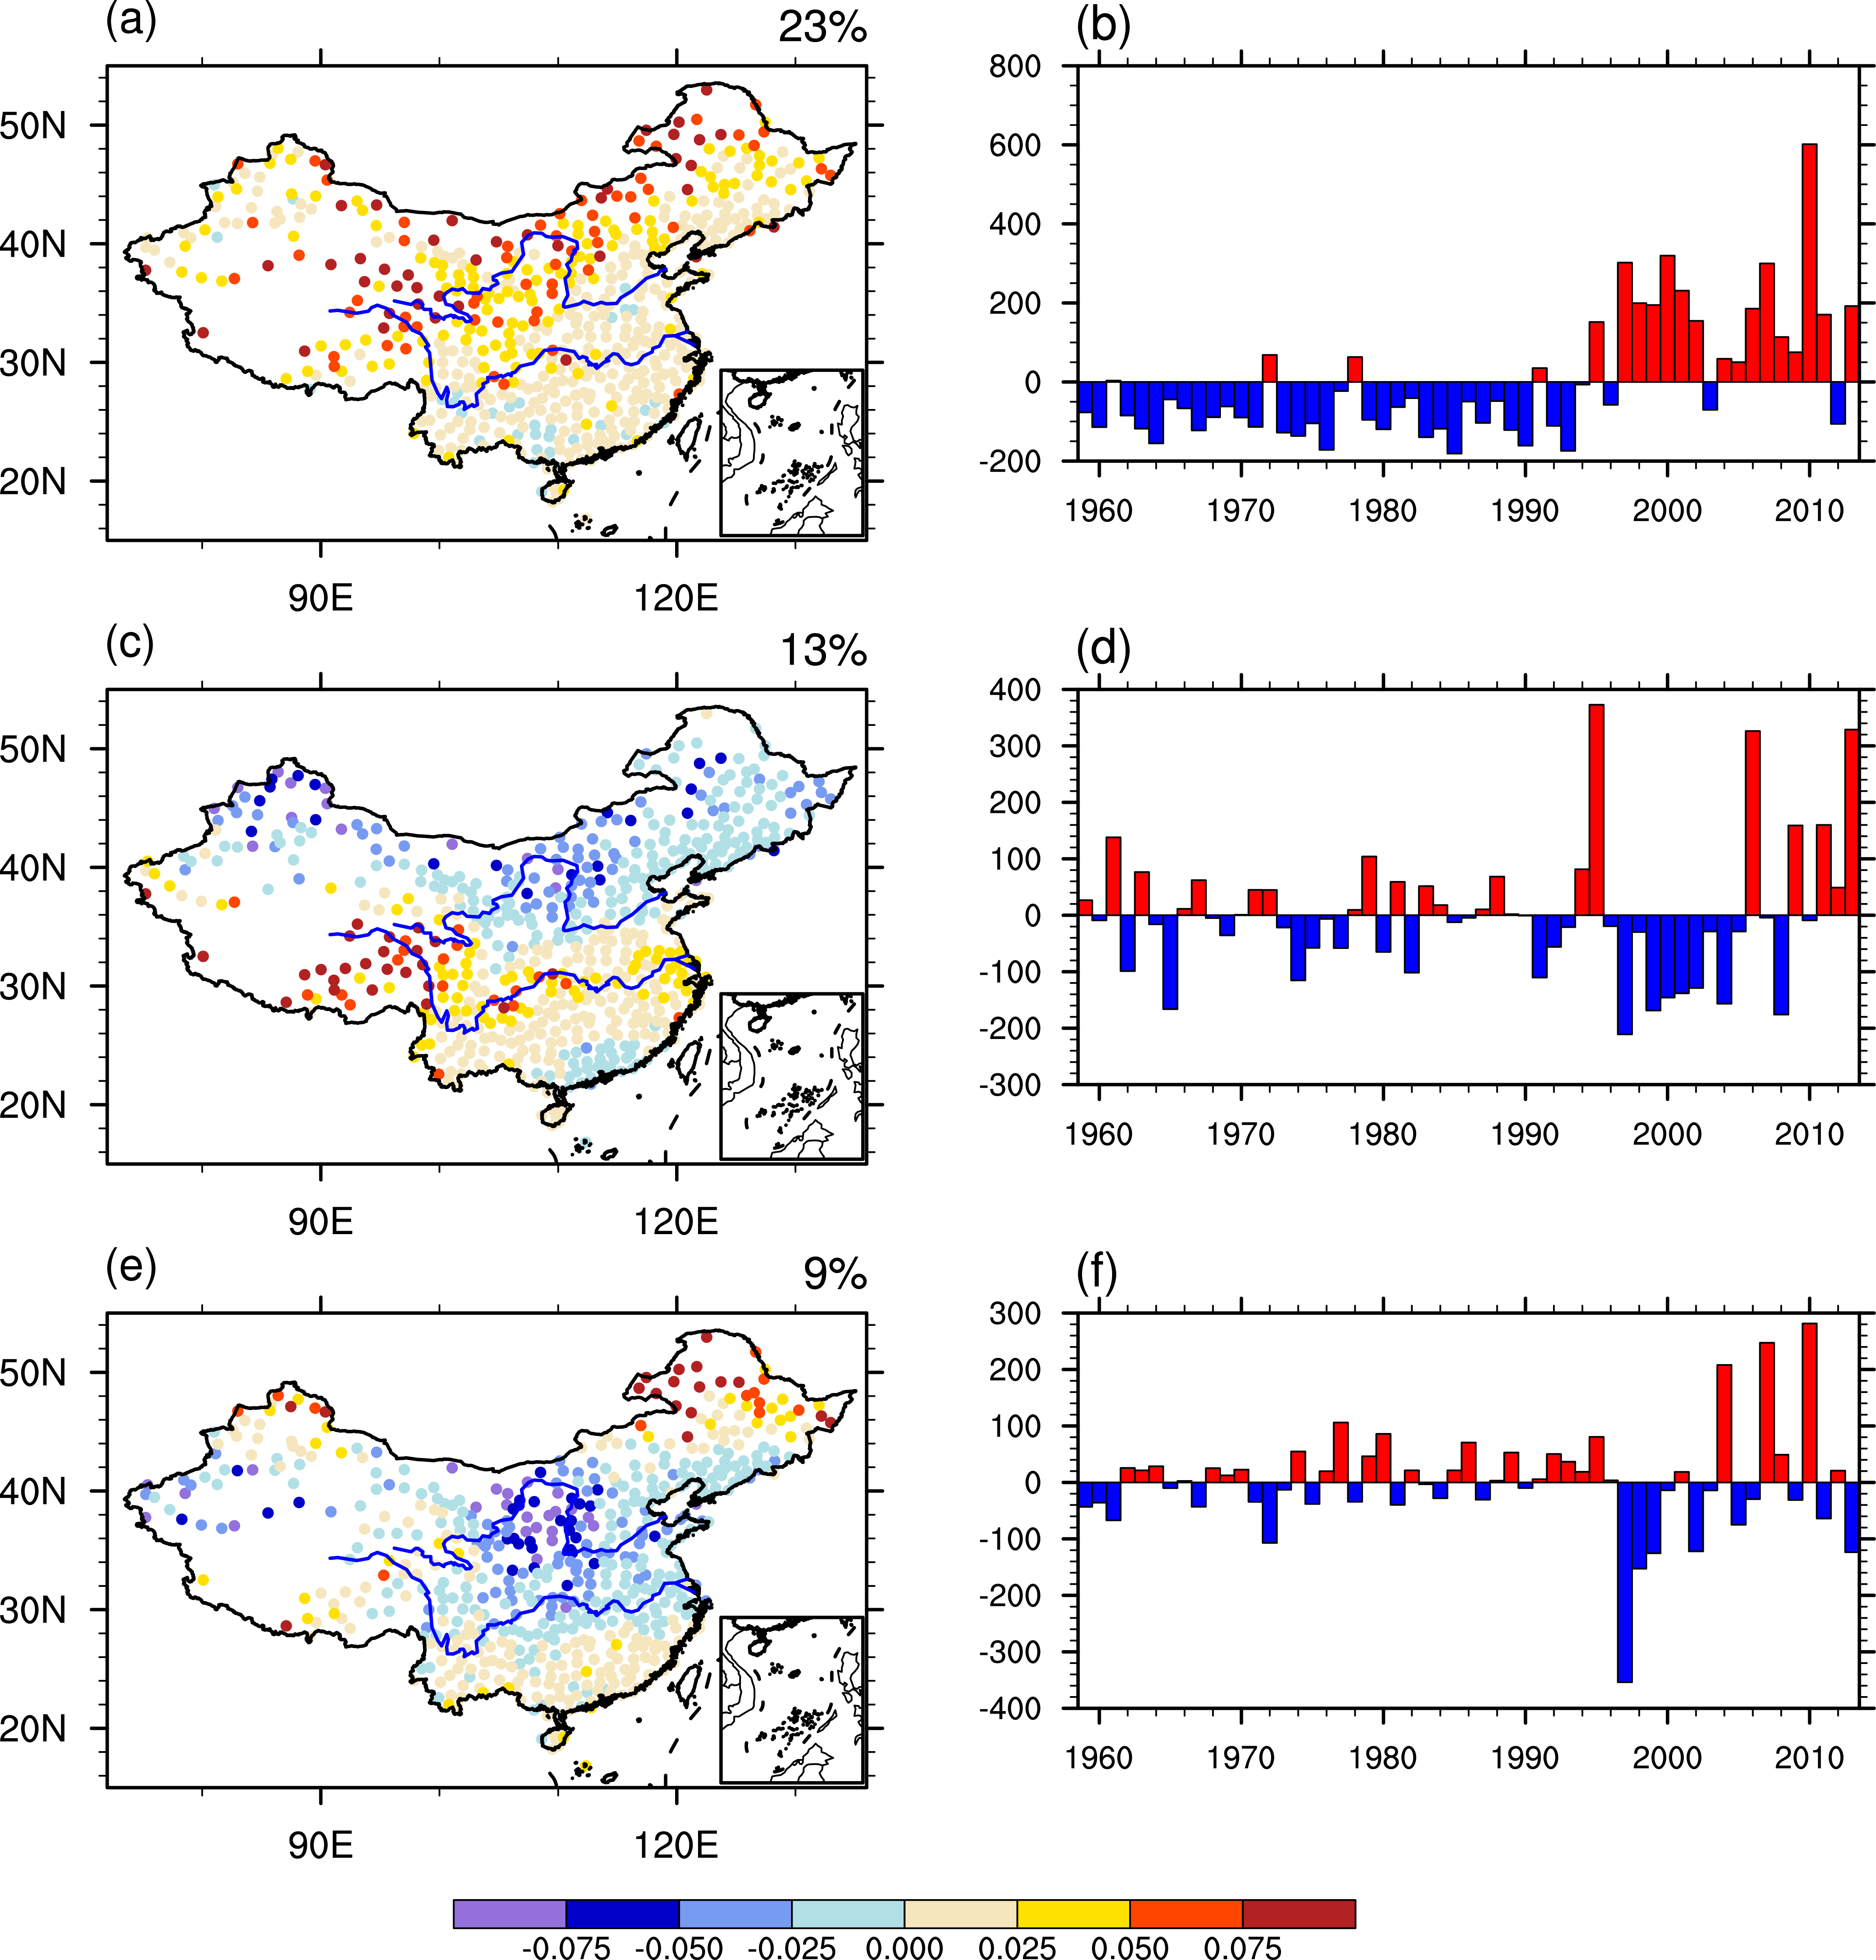 (a)
23%
50N
40N
30N
20N
90E
120E
(b)
800
600
400
200
0
-200
1960
1970
1980
1990
2000
2010
(c)
13%
50N
40N
30N
20N
90E
120E
(d)
400
300
200
100
0
-100
-200
-300
1960
1970
1980
1990
2000
2010
(e)
9%
50N
40N
30N
20N
90E
120E
(f)
300
200
100
0
-100
-200
-300
-400
1960
1970
1980
1990
2000
2010
-0.075 -0.050 -0.025 0.000 0.025 0.050 0.075